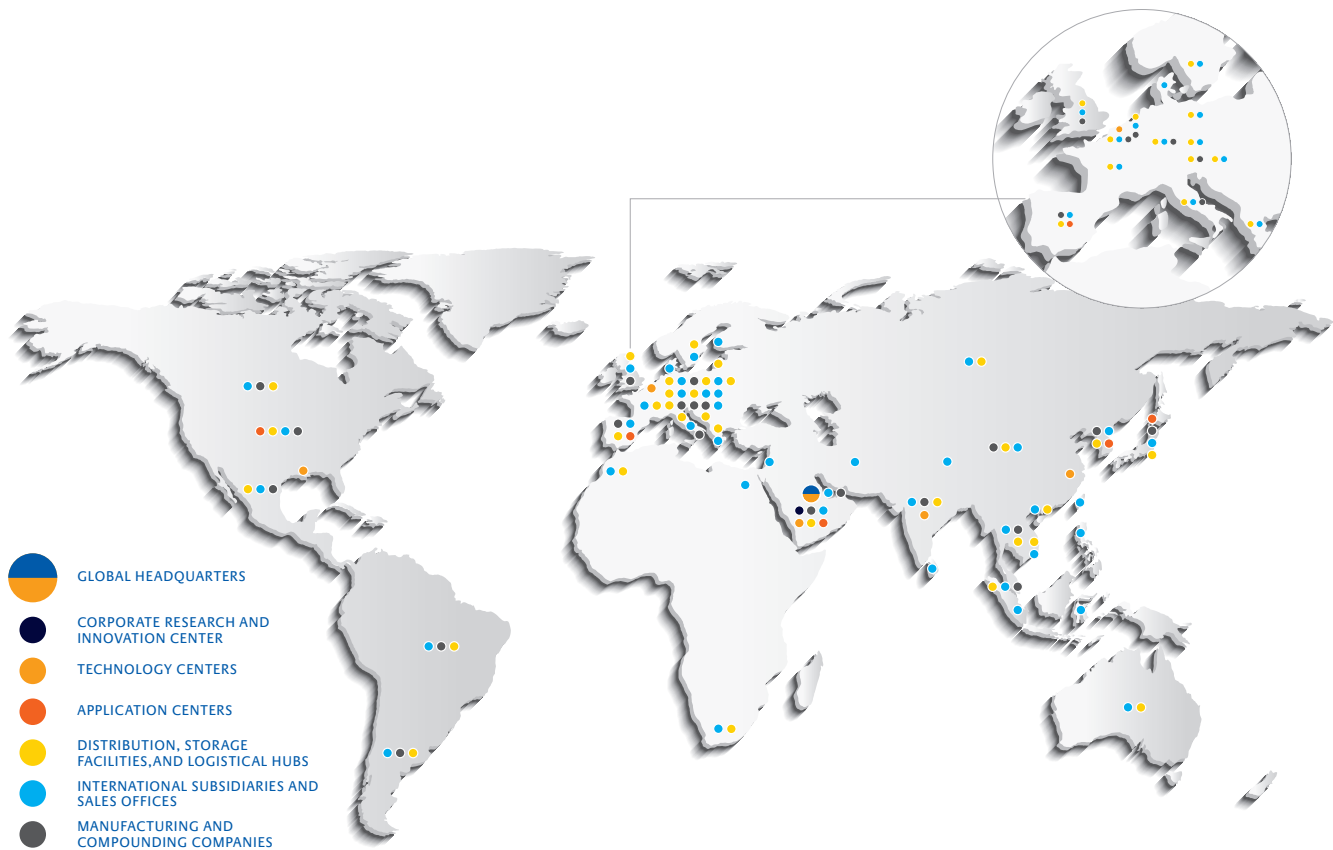 GLOBAL HEADQUARTERS
CORPORATE RESEARCH AND
INNOVATION CENTER
TECHNOLOGY CENTERS
APPLICATION CENTERS
DISTRIBUTION, STORAGE
FACILITIES,AND LOGISTICAL HUBS
INTERNATIONAL SUBSIDIARIES AND
SALES OFFICES
MANUFACTURING AND
COMPOUNDING COMPANIES